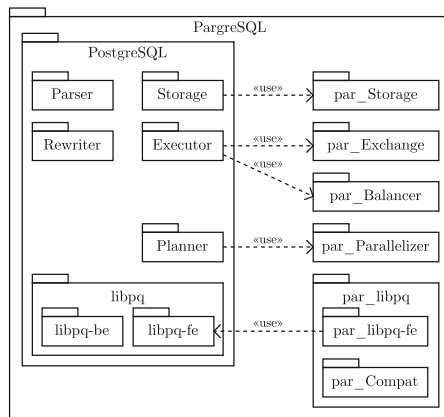 PargreSQL
PostgreSQL
Parser
Storage
«use»
par_Storage
Rewriter
Executor
«use»
par_Exchange
«use»
par_Balancer
Planner
«use»
par_Parallelizer
libpq
par_libpq
libpq-be
libpq-fe
«use»
par_libpq-fe
par_Compat